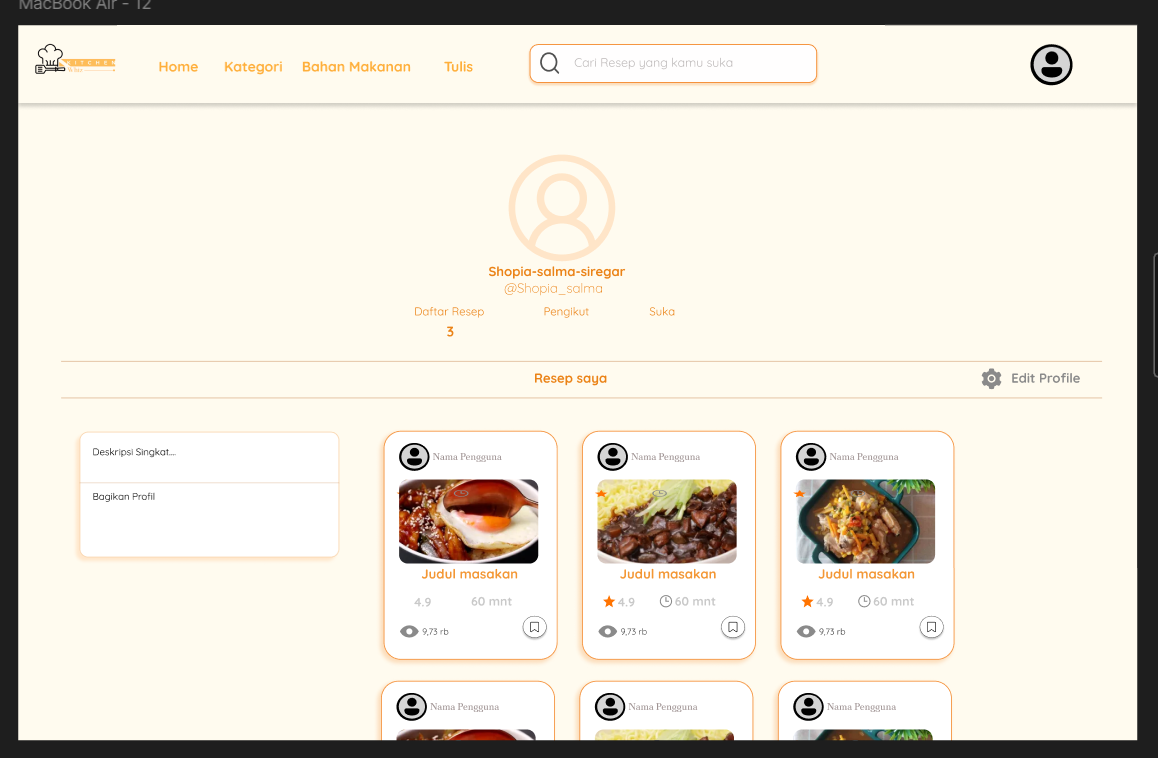 MacBook Air - 12
KITCHEN
Home Kategori Bahan Makanan Tulis
Cari Resep yang kamu suka
Shopia-salma-siregar
@Shopia_salma
Daftar Resep Pengikut Suka
3
Resep saya
Edit Profile
Deskripsi Singkat....
Bagikan Profil
Nama Pengguna
Judul masakan
4.9 60 mnt
9,73 rb
Nama Pengguna
Judul masakan
4.9 60 mnt
9,73 rb
Nama Pengguna
Judul masakan
4.9 60 mnt
9,73 rb
Nama Pengguna
Nama Pengguna
Nama Pengguna